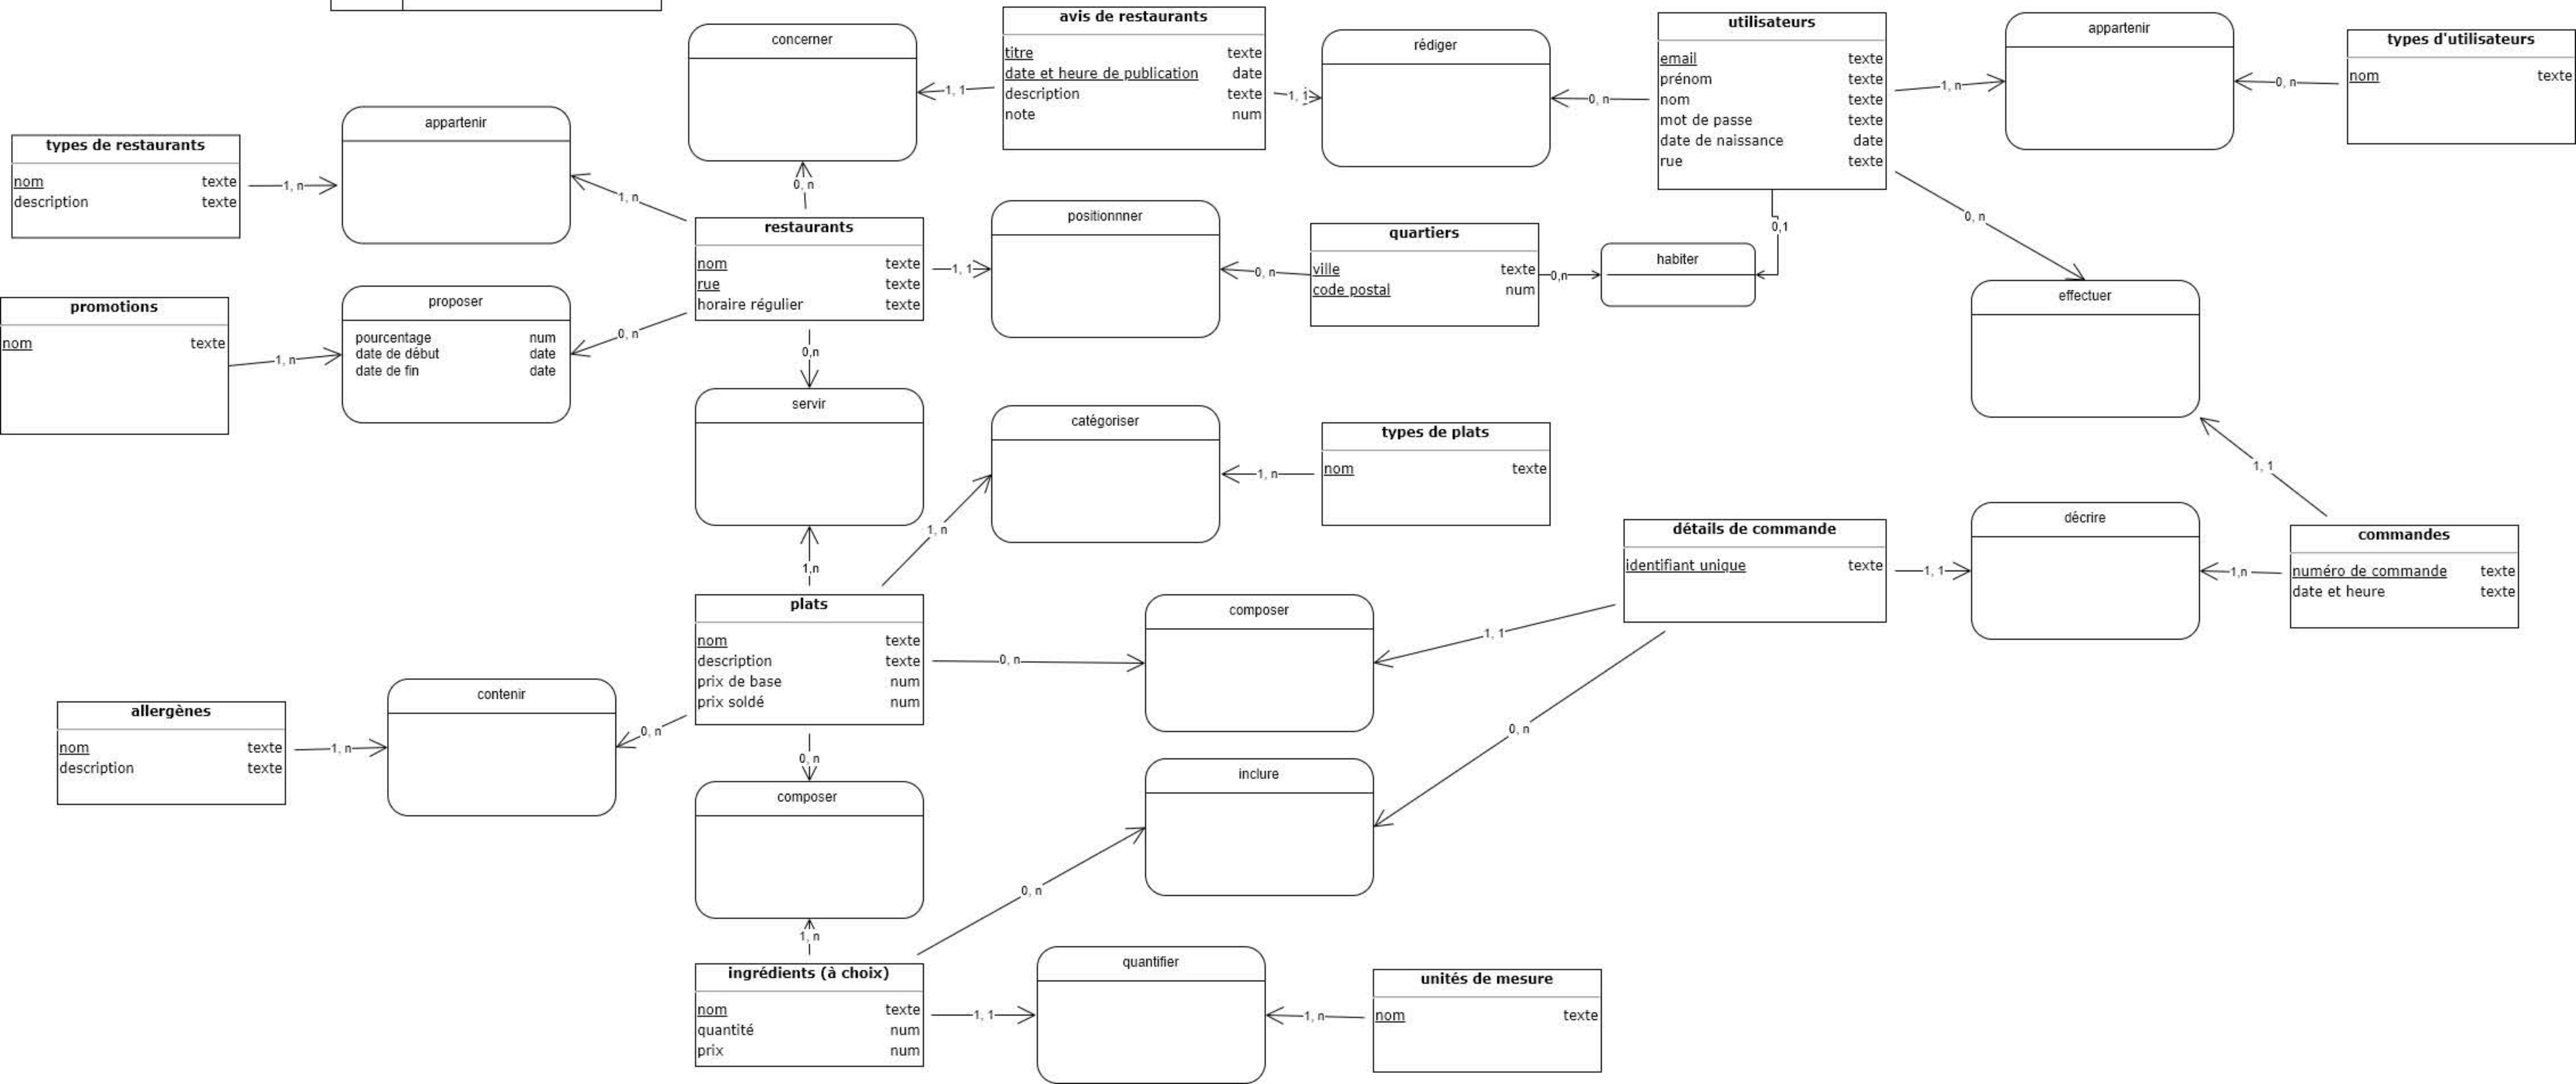 concerner
avis de restaurants
titre texte
date et heure de publication date
description texte
note num
rédiger
utilisateurs
email texte
prénom texte
nom texte
mot de passe texte
date de naissance date
rue texte
appartenir
types d'utilisateurs
nom texte
1, 1
1, 1
0, n
1, n
0, n
types de restaurants
nom texte
description texte
1, n
appartenir
1, n
0, n
restaurants
nom texte
rue texte
horaire régulier texte
1, 1
positionnner
0, n
quartiers
ville texte
code postal num
0,n
habiter
0,1
0, n
effectuer
promotions
nom texte
1, n
proposer
pourcentage num
date de début date
date de fin date
0, n
0,n
servir
catégoriser
1, n
types de plats
nom texte
1, n
1,n
1, 1
détails de commande
identifiant unique texte
1, 1
décrire
1,n
commandes
numéro de commande texte
date et heure texte
plats
nom texte
description texte
prix de base num
prix soldé num
0, n
composer
1, 1
allergènes
nom texte
description texte
1, n
contenir
0, n
0, n
composer
inclure
0, n
0, n
1, n
ingrédients (à choix)
nom texte
quantité num
prix num
1, 1
quantifier
1, n
unités de mesure
nom texte